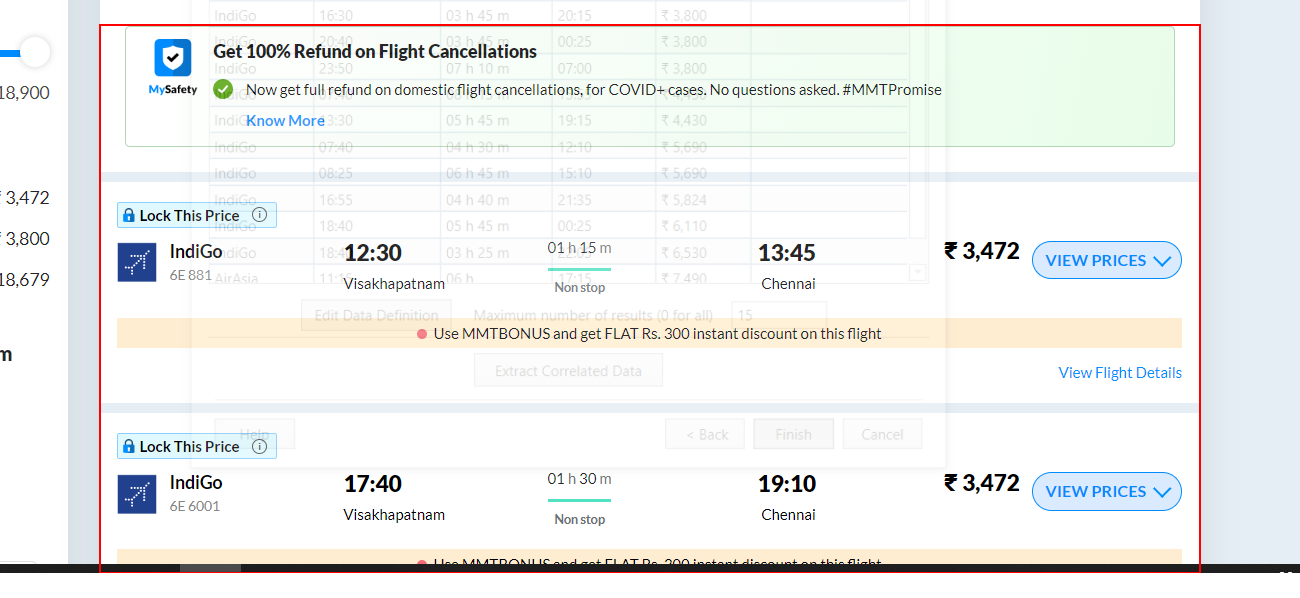 IndiGo 16:30 03 h 45 m 20:15 ₹ 3,800
IndiGo 20:40 03 h 45 m 00:25 ₹ 3,800
Get 100% Refund on Flight Cancellations
IndiGo 23:50 07 h 10 m 07:00 ₹ 3,800
18,900
MySafety
Now get full refund on domestic flight cancellations, for COVID+ cases. No questions asked. #MMTPromise
IndiGo 05 h 45 m 19:15 ₹ 4,430
Know More
IndiGo 07:40 04 h 30 m 12:10 ₹ 5,690
IndiGo 08:25 06 h 45 m 15:10 ₹ 5,690
₹ 3,472
16:55 04 h 40 m 21:35 ₹ 5,824
Lock This Price
IndiGo 18:40 05 h 45 m 00:25 ₹ 6,110
₹ 3,800
IndiGo 12:30 01 h 15 m 13:45 ₹ 3,472 VIEW PRICES
IndiGo 03 h 25 m ₹ 6,530
6E 881
AirAsia 06 h 17:15 ₹ 7,490
18,679
Visakhapatnam Non stop Chennai
Edit Data Definition Maximum number of results (0 for all) 15
Use MMTBONUS and get FLAT Rs. 300 instant discount on this flight
m
Extract Correlated Data
View Flight Details
Help < Back Finish Cancel
Lock This Price
IndiGo 17:40 01 h 30 m 19:10 ₹ 3,472 VIEW PRICES
6E 6001
Visakhapatnam Non stop Chennai
Use MMTBONUS and get FLAT Rs. 300 instant discount on this flight